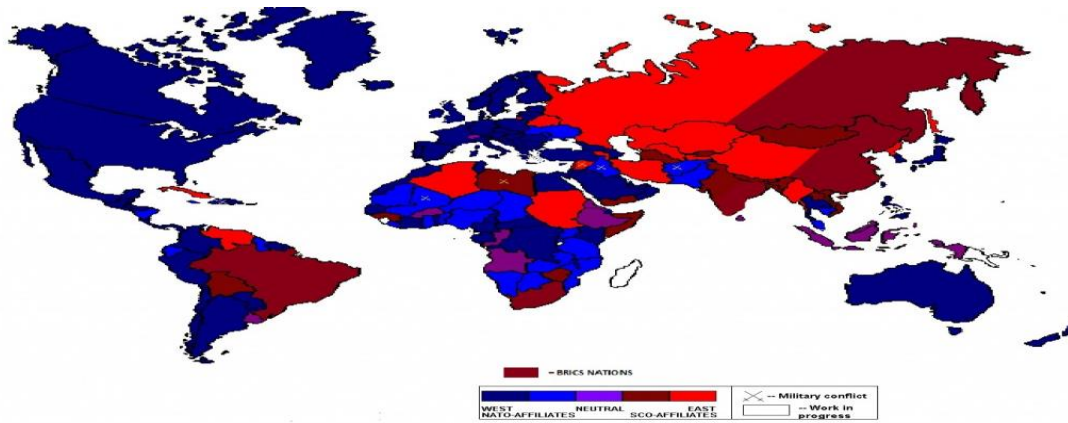 = BRICS NATIONS
WEST NEUTRAL EAST
NATO-AFFILIATES SCO-AFFILIATES
-- Military conflict
-- Work in
progress